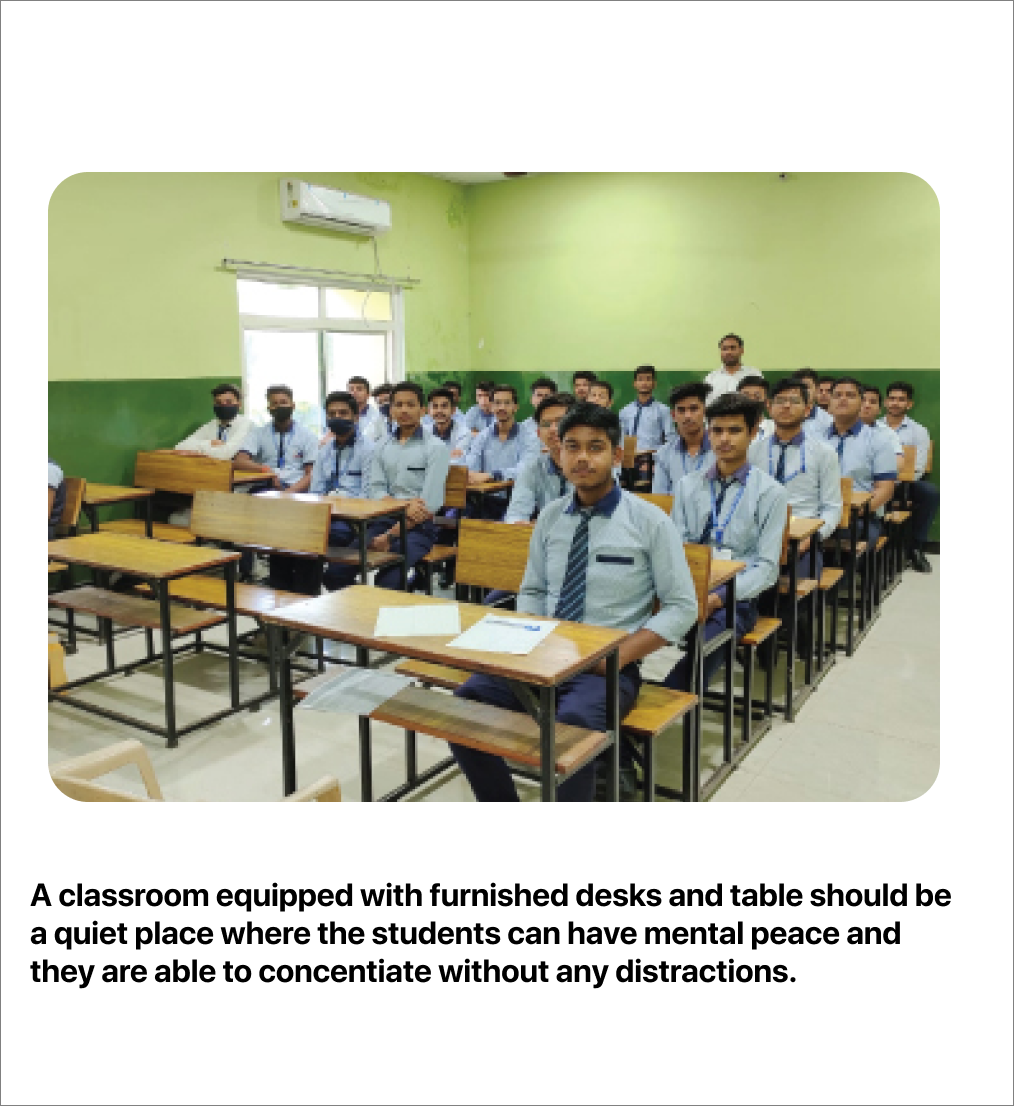 A classroom equipped with furnished desks and table should be
a quiet place where the students can have mental peace and
they are able to concentiate without any distractions.